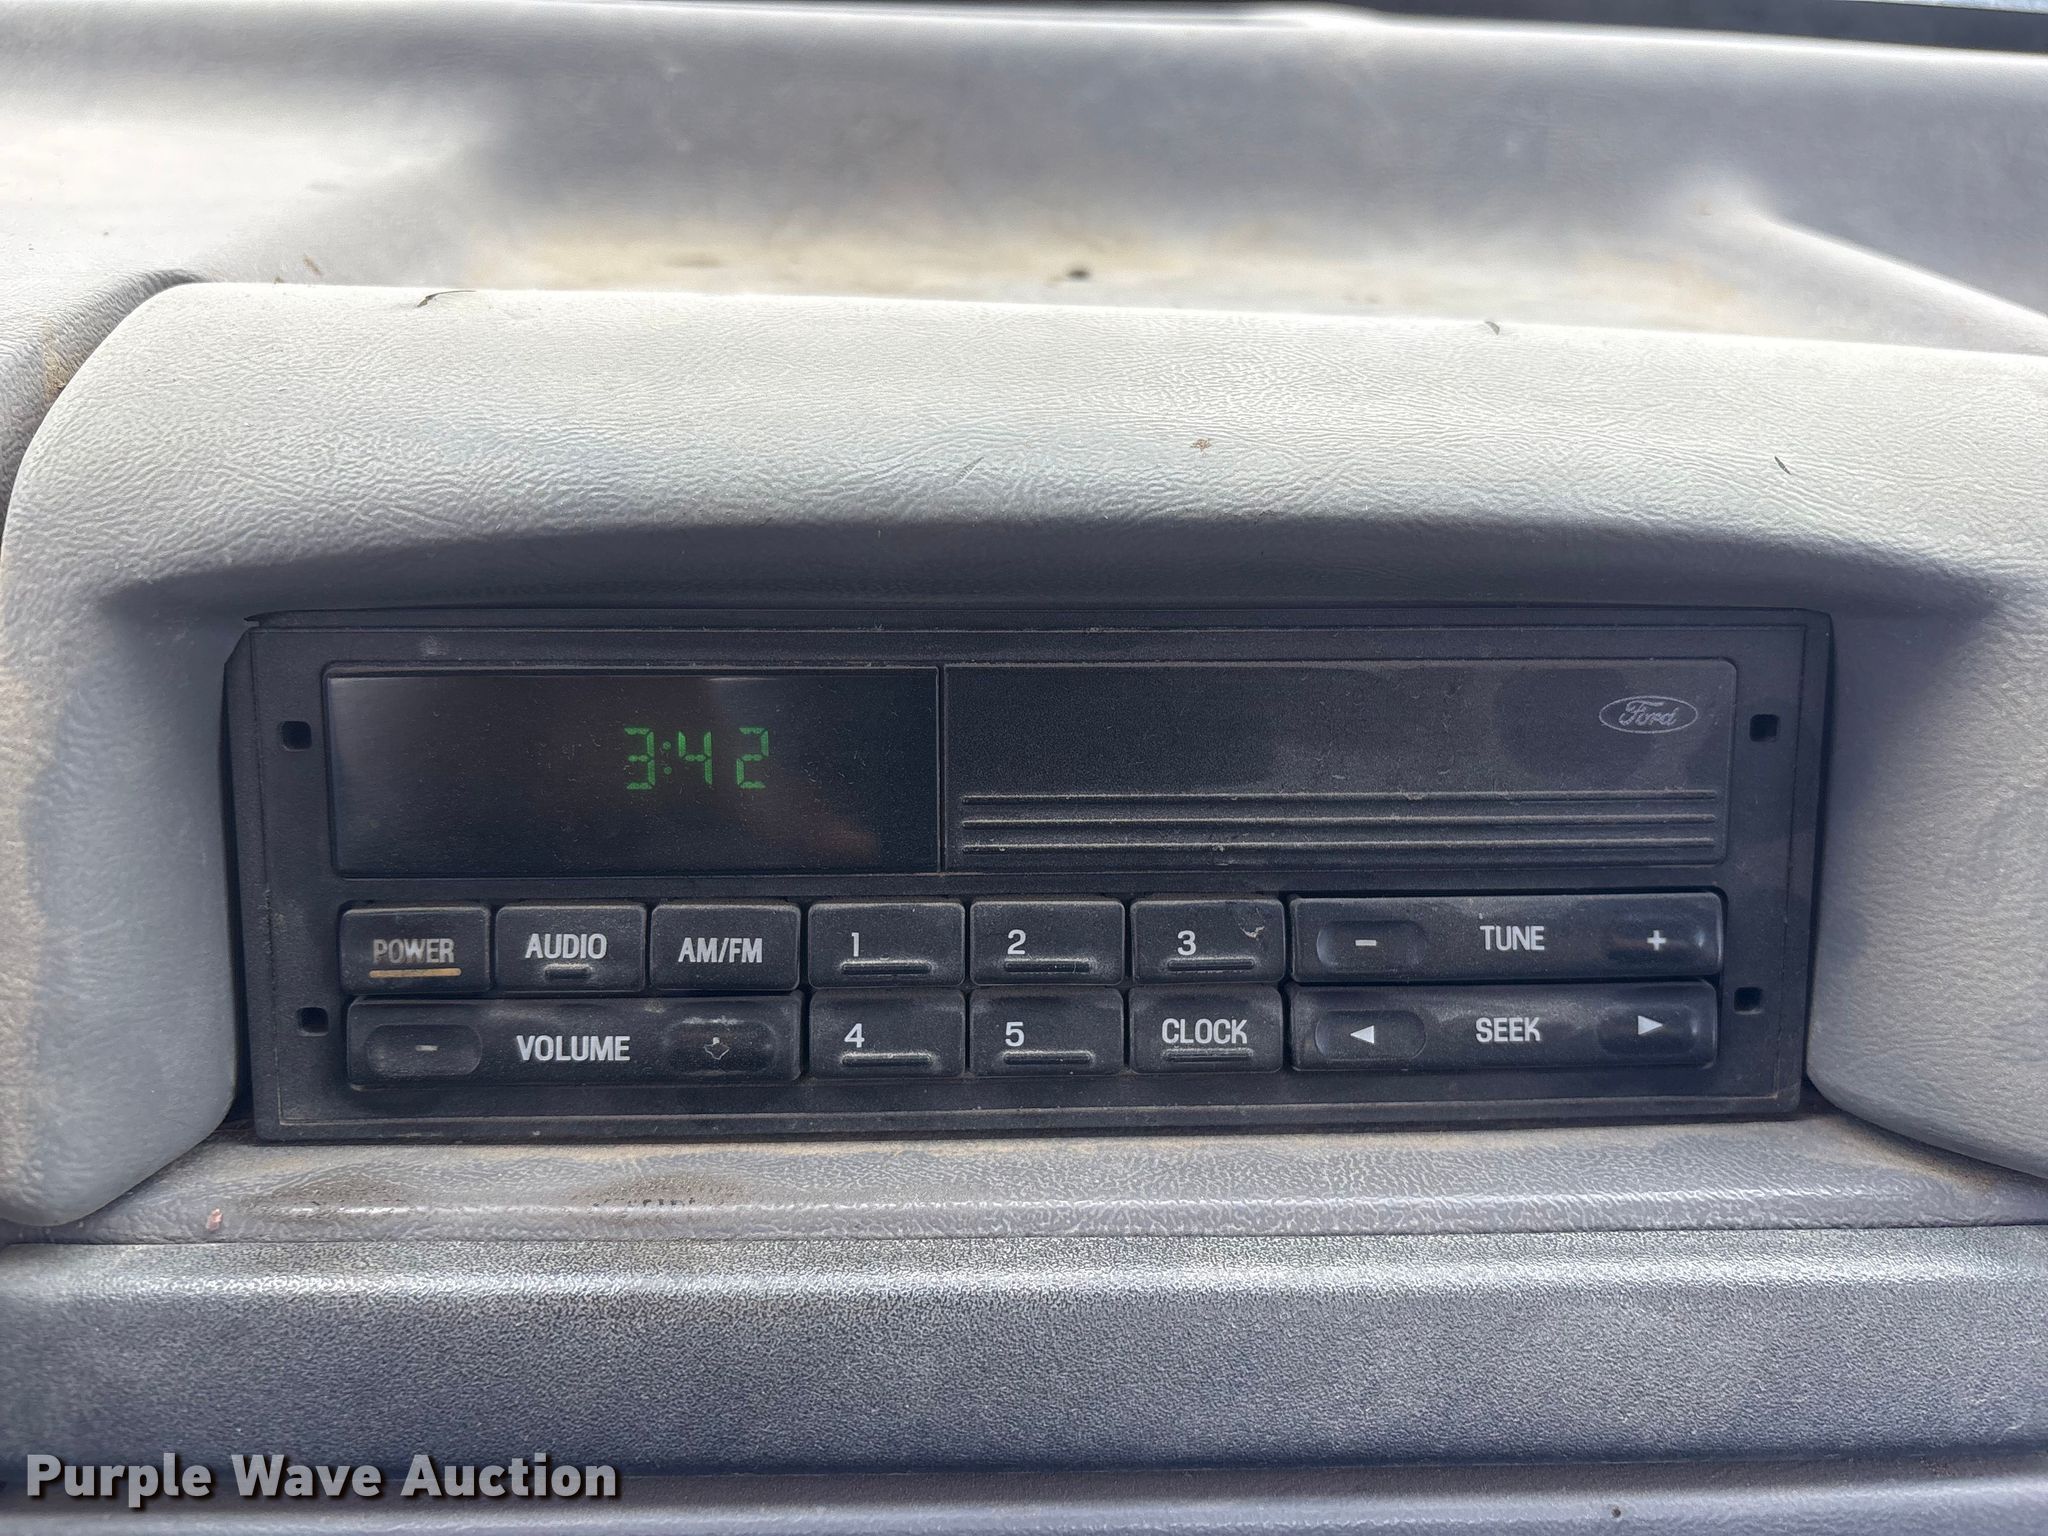 Ford
3:42
POWER AUDIO AM/FM 1 2 3 - TUNE +
- VOLUME 4 5 CLOCK ◄ SEEK ►
Purple Wave Auction